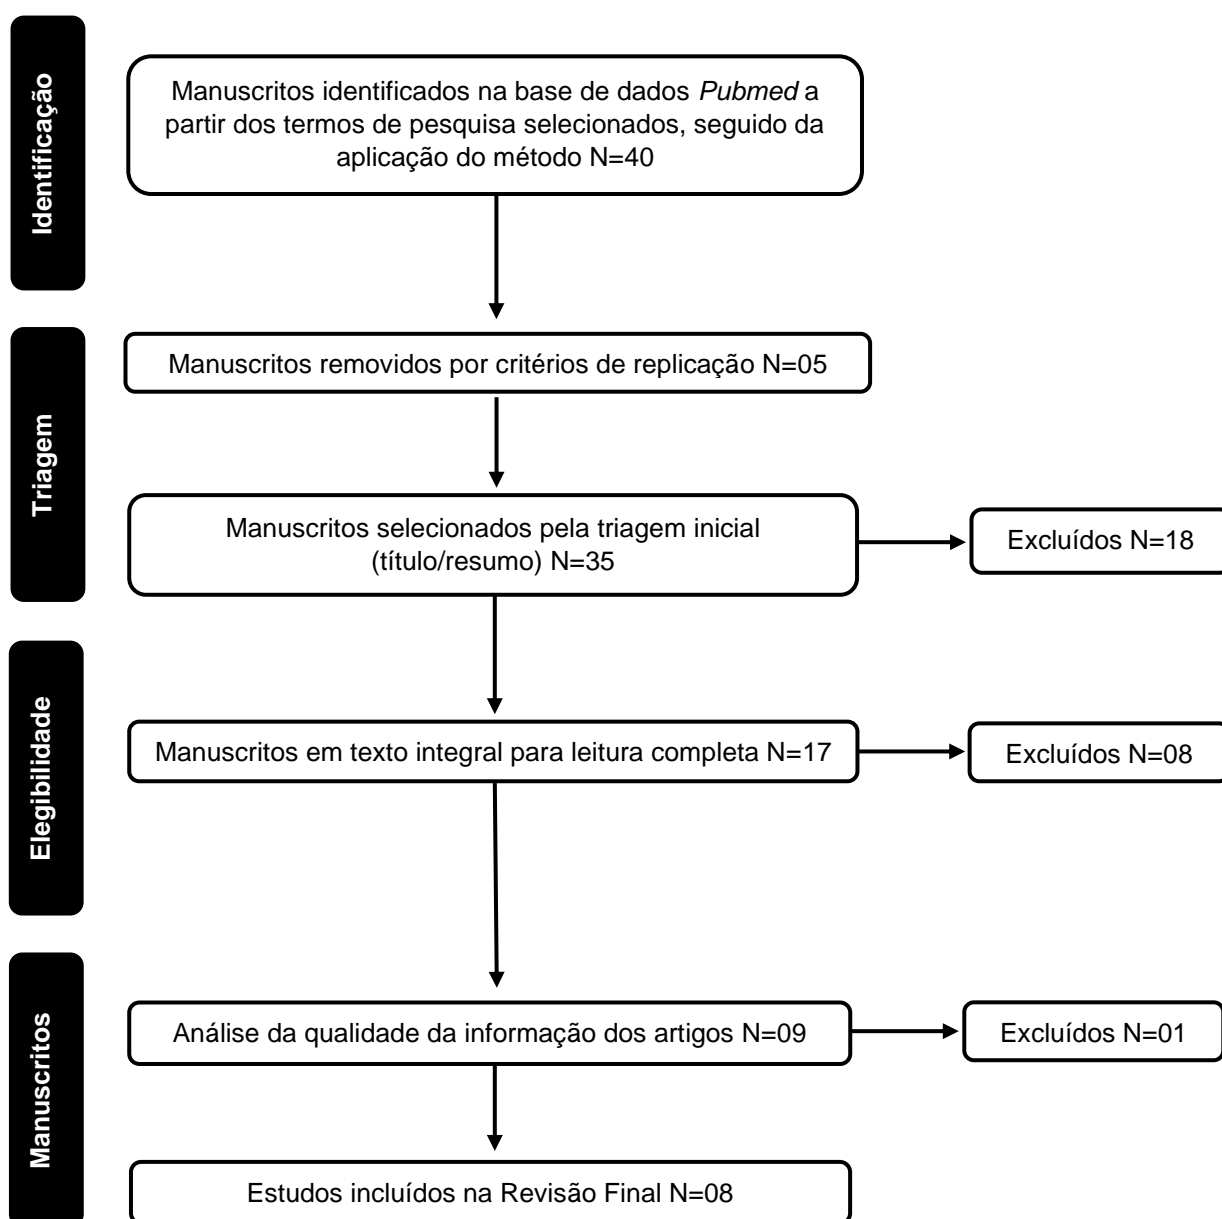 Identificação
Manuscritos identificados na base de dados Pubmed a
partir dos termos de pesquisa selecionados, seguido da
aplicação do método N=40
Triagem
Manuscritos removidos por critérios de replicação N=05
Manuscritos selecionados pela triagem inicial
(título/resumo) N=35
Excluídos N=18
Elegibilidade
Manuscritos em texto integral para leitura completa N=17
Excluídos N=08
Manuscritos
Análise da qualidade da informação dos artigos N=09
Excluídos N=01
Estudos incluídos na Revisão Final N=08